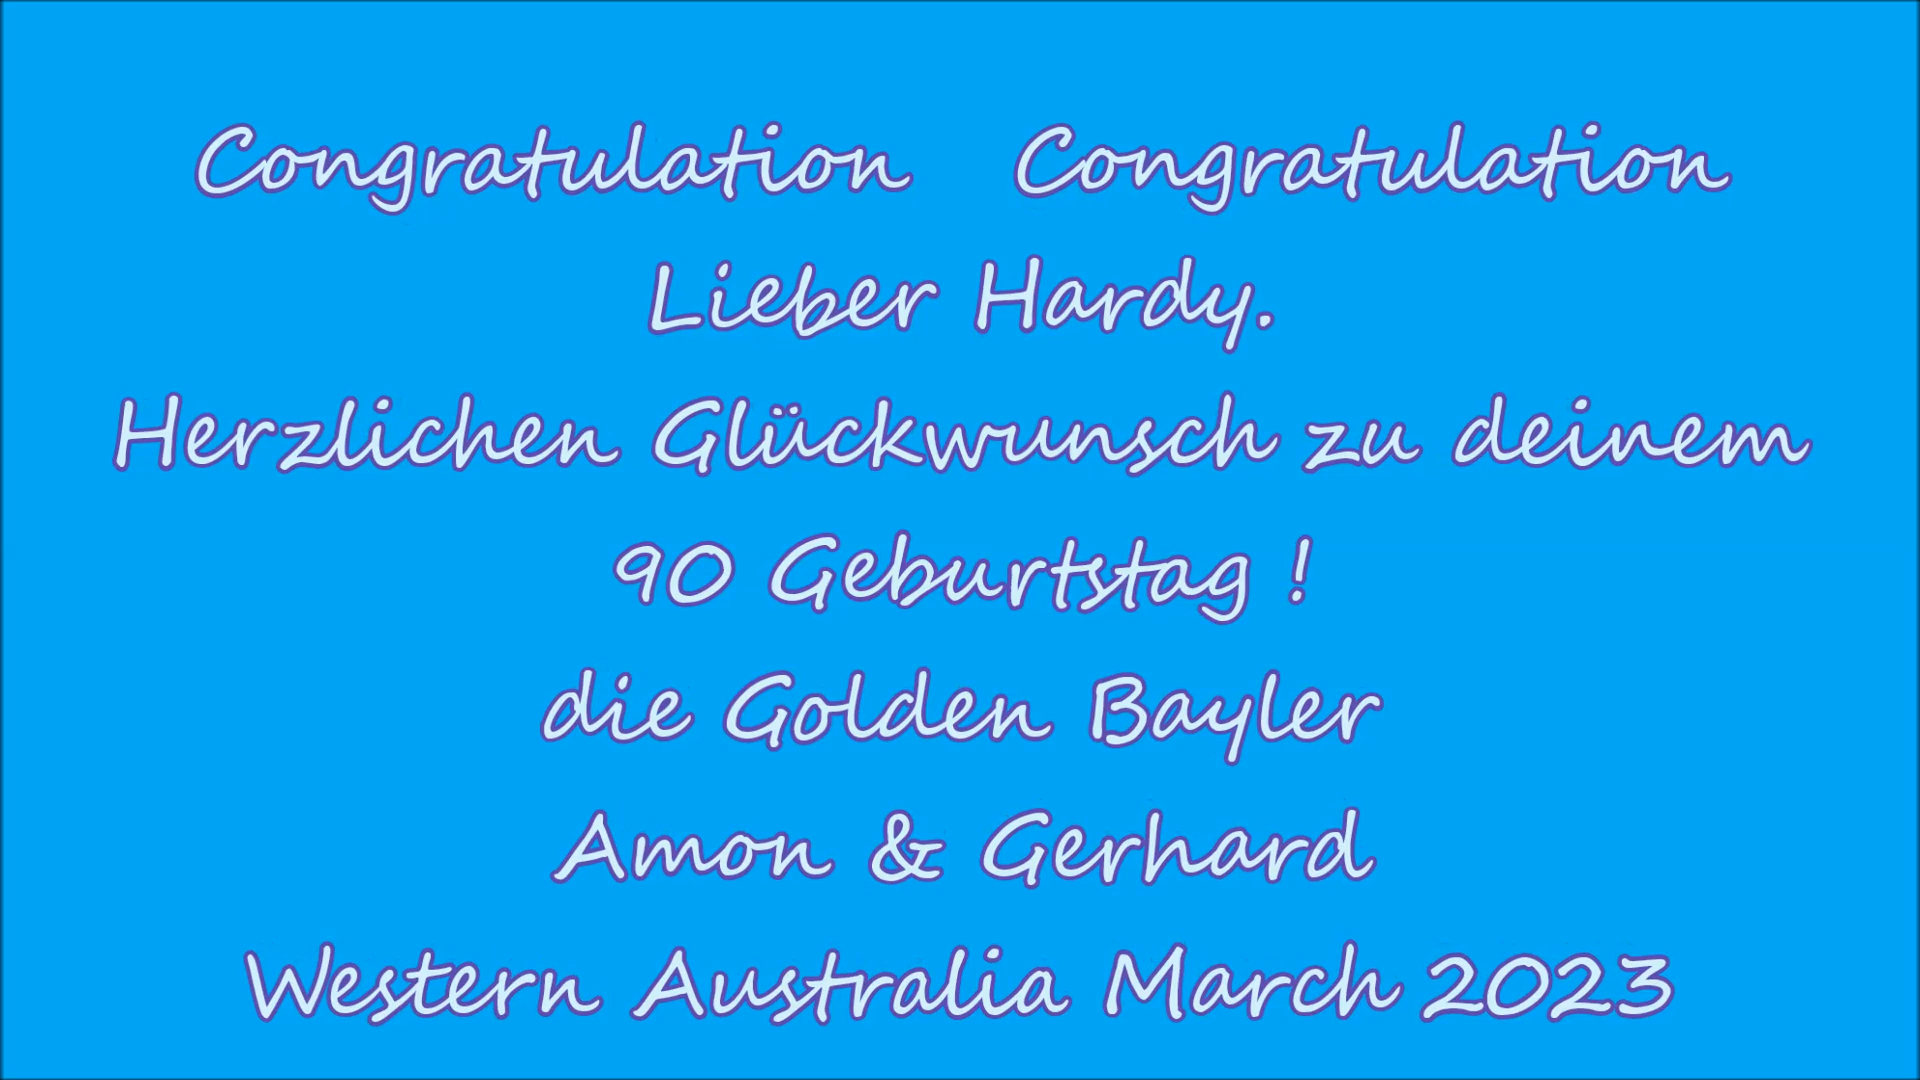 Congratulation Congratulation
Lieber Hardy.
Herzlichen Glückwunsch zu deinem
90 Geburtstag !
die Golden Bayler
Amon & Gerhard
Western Australia March 2023